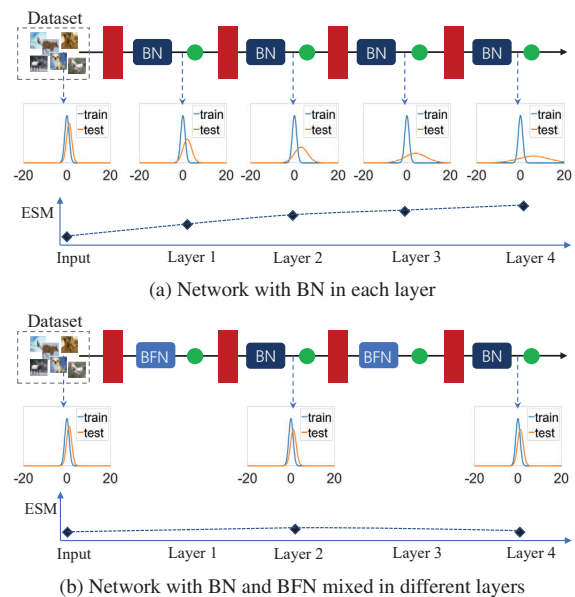 Dataset
BN BN BN BN
train train train train train
test test test test test
-20 0 20 -20 0 20 -20 0 20 -20 0 20 -20 0 20
ESM
Input Layer 1 Layer 2 Layer 3 Layer 4
(a) Network with BN in each layer
Dataset
BFN BN BFN BN
train train train
test test test
-20 0 20 -20 0 20 -20 0 20
ESM
Input Layer 1 Layer 2 Layer 3 Layer 4
(b) Network with BN and BFN mixed in different layers